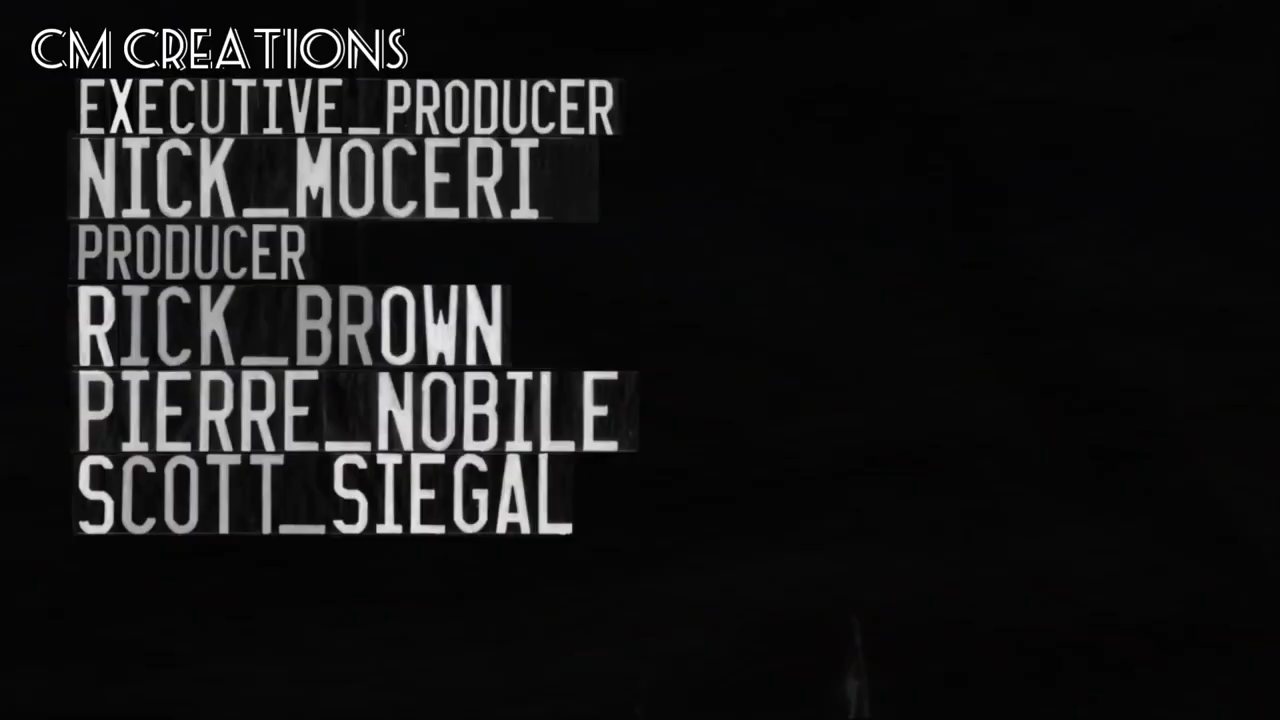 CM CREATIONS
EXECUTIVE_PRODUCER
NICK_MOCERI
PRODUCER
RICK_BROWN
PIERRE_NOBILE
SCOTT_SIEGAL